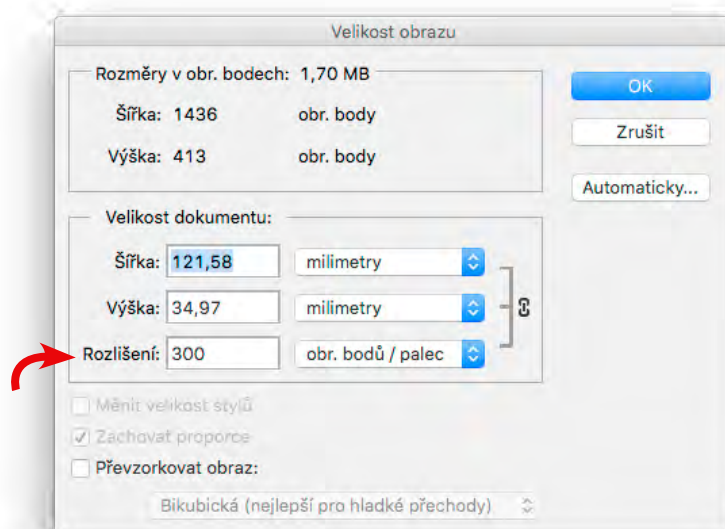 Velikost obrazu
Rozměry v obr. bodech: 1,70 MB
Šířka: 1436 obr. body
Výška: 413 obr. body
OK
Zrušit
Automaticky...
Velikost dokumentu:
Šířka: 121,58 milimetry
Výška: 34,97 milimetry
Rozlišení: 300 obr. bodů / palec
Měnit velikost stylů
Zachovat proporce
Převzorkovat obraz:
Bikubická (nejlepší pro hladké přechody)